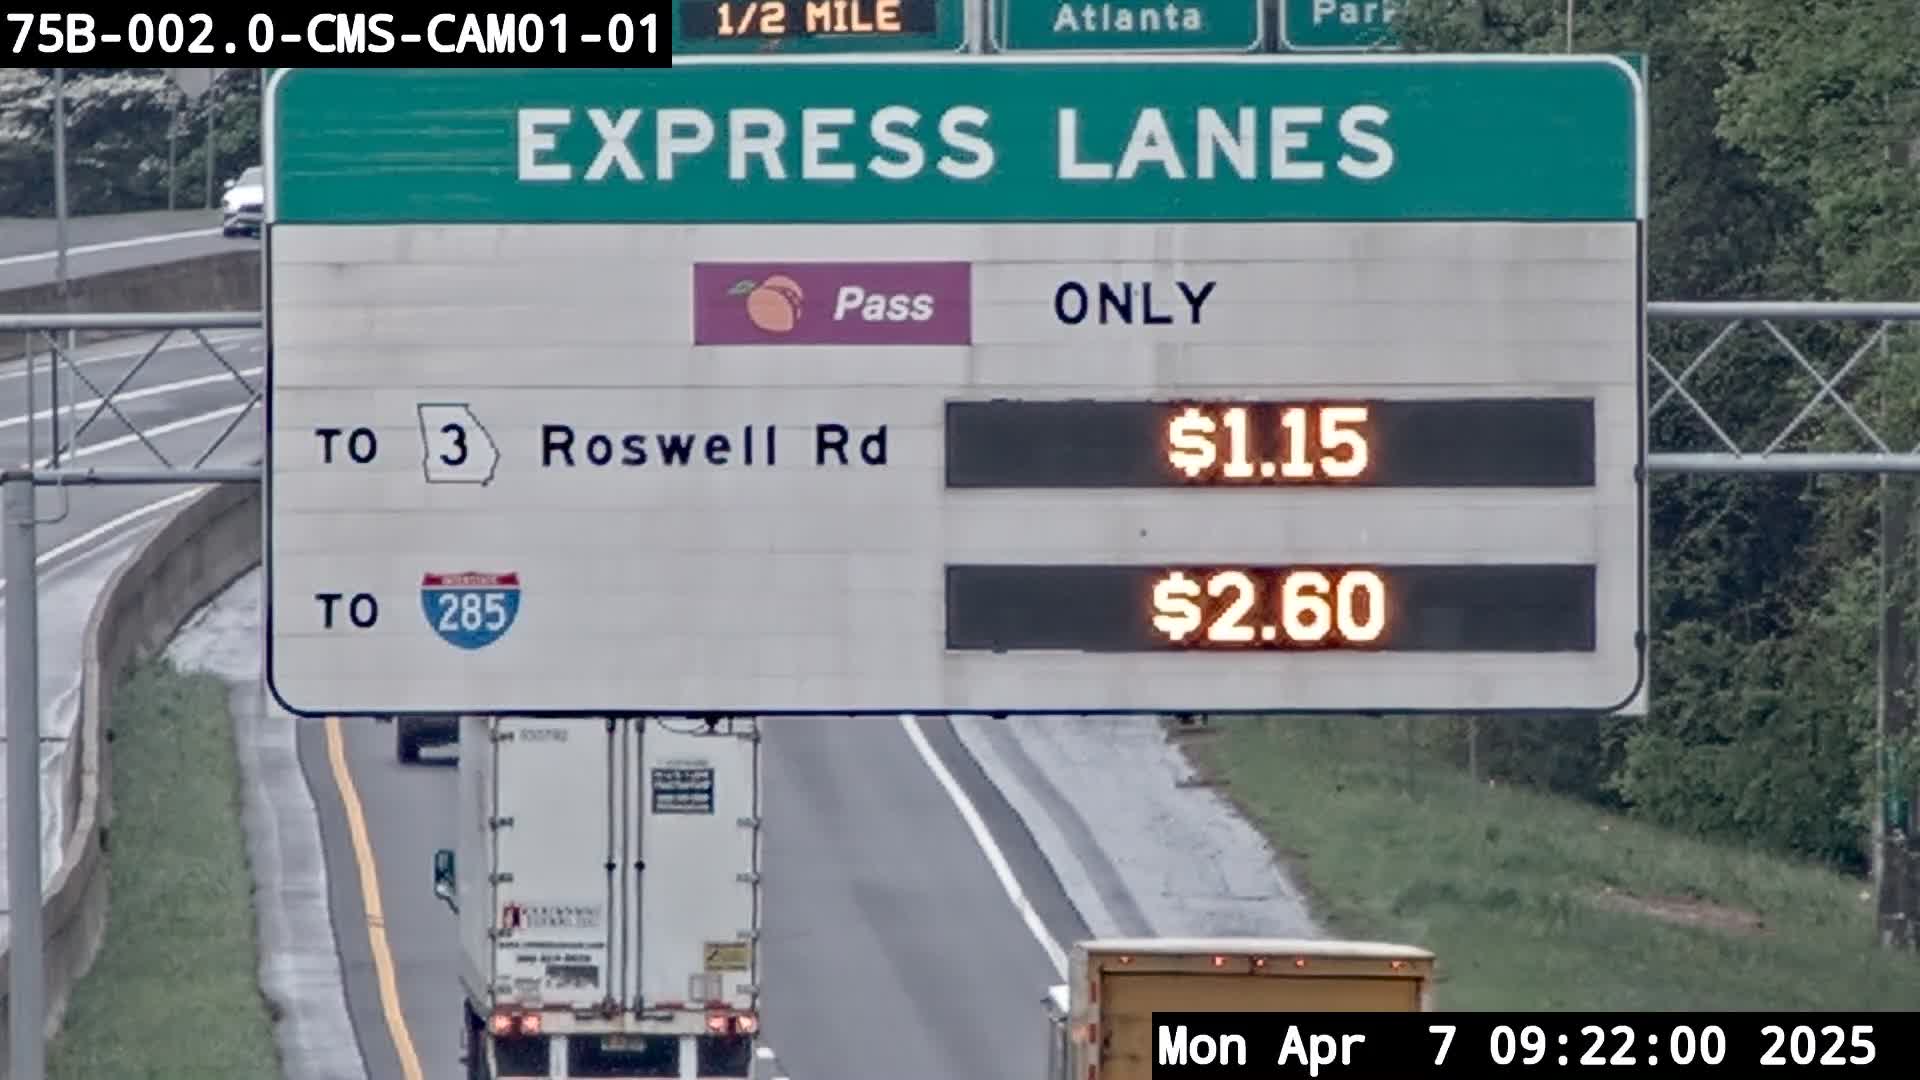 75B-002.0-CMS-CAM01-01
1/2 MILE
Atlanta
EXPRESS LANES
Pass ONLY
TO 3 Roswell Rd $1.15
TO 285 $2.60
Mon Apr 7 09:22:00 2025